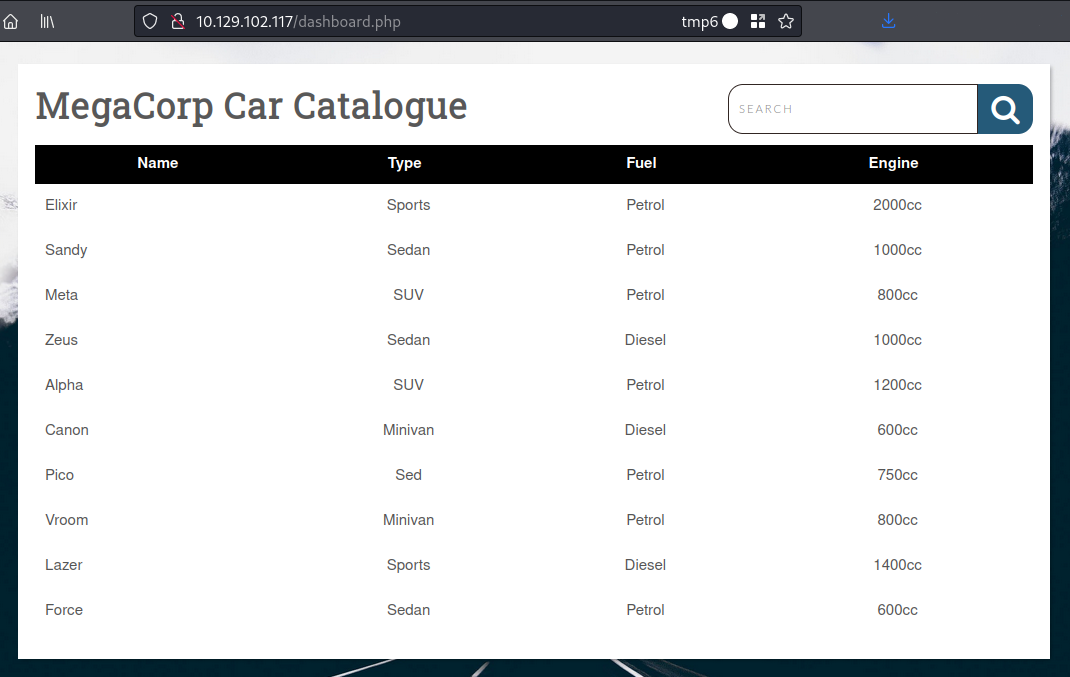 10.129.102.117/dashboard.php tmp6
MegaCorp Car Catalogue
SEARCH
Name Type Fuel Engine
Elixir Sports Petrol 2000cc
Sandy Sedan Petrol 1000cc
Meta SUV Petrol 800cc
Zeus Sedan Diesel 1000cc
Alpha SUV Petrol 1200cc
Canon Minivan Diesel 600cc
Pico Sed Petrol 750cc
Vroom Minivan Petrol 800cc
Lazer Sports Diesel 1400cc
Force Sedan Petrol 600cc